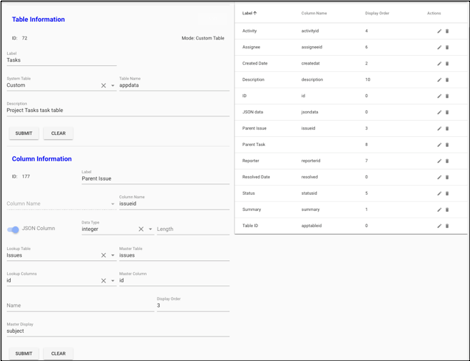 Table Information
ID: 72 Mode: Custom Table
Label
Tasks
System Table Table Name
Custom appdata
Description
Project Tasks task table
SUBMIT CLEAR
Column Information
ID: 177 Label
Parent Issue
Column Name
Column Name issueid
JSON Column Data Type
integer Length
Lookup Table Master Table
Issues issues
Lookup Columns Master Column
id id
Name Display Order
3
Master Display
subject
SUBMIT CLEAR
Label Column Name Display Order Actions
Activity activityid 4
Assignee assigneeid 6
Created Date createdat 2
Description description 10
ID id 0
JSON data jsondata 0
Parent Issue issueid 3
Parent Task 8
Reporter reporterid 7
Resolved Date resolved 0
Status statusid 5
Summary summary 1
Table ID apptableid 0